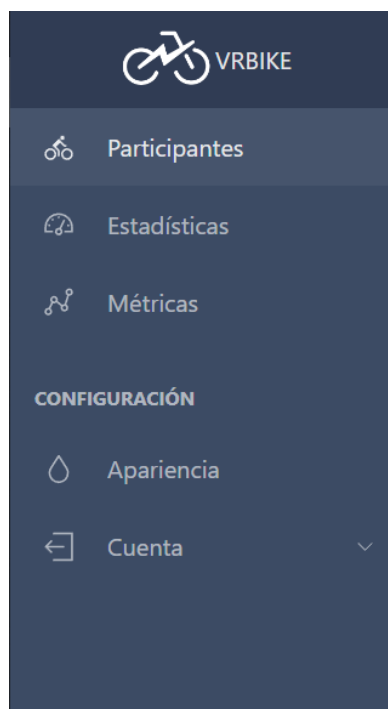 VRBIKE
Participantes
Estadísticas
Métricas
CONFIGURACIÓN
Apariencia
Cuenta